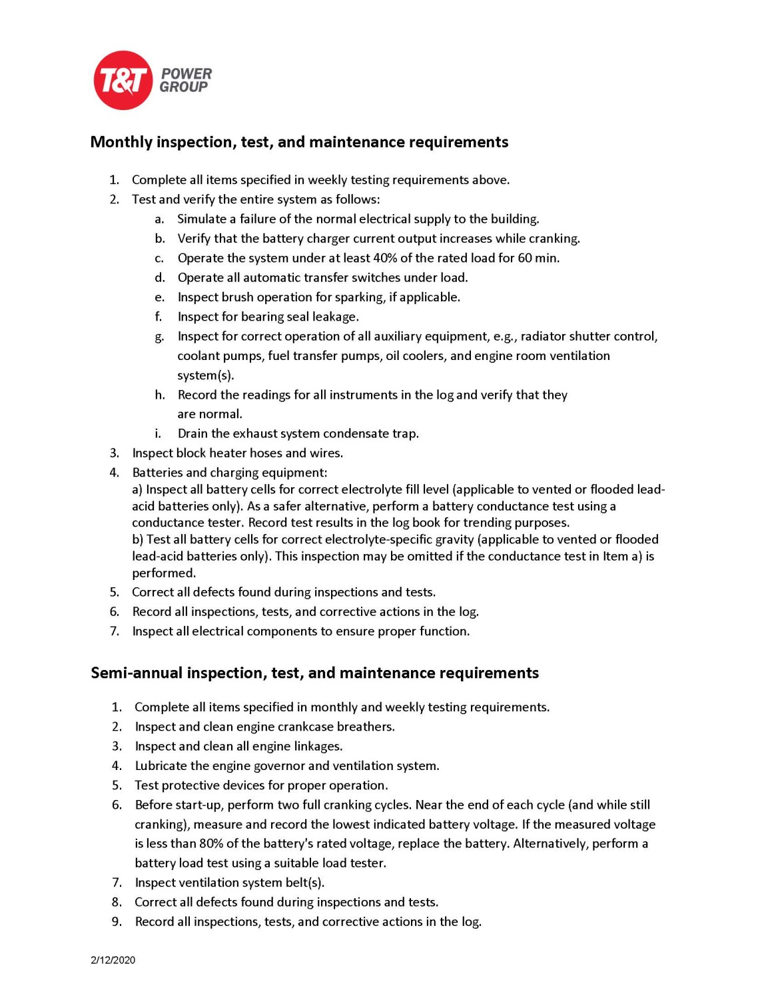 T&T POWER
GROUP
Monthly inspection, test, and maintenance requirements
1. Complete all items specified in weekly testing requirements above.
2. Test and verify the entire system as follows:
a. Simulate a failure of the normal electrical supply to the building.
b. Verify that the battery charger current output increases while cranking.
c. Operate the system under at least 40% of the rated load for 60 min.
d. Operate all automatic transfer switches under load.
e. Inspect brush operation for sparking, if applicable.
f. Inspect for bearing seal leakage.
g. Inspect for correct operation of all auxiliary equipment, e.g., radiator shutter control,
coolant pumps, fuel transfer pumps, oil coolers, and engine room ventilation
system(s).
h. Record the readings for all instruments in the log and verify that they
are normal.
i. Drain the exhaust system condensate trap.
3. Inspect block heater hoses and wires.
4. Batteries and charging equipment:
a) Inspect all battery cells for correct electrolyte fill level (applicable to vented or flooded lead-
acid batteries only). As a safer alternative, perform a battery conductance test using a
conductance tester. Record test results in the log book for trending purposes.
b) Test all battery cells for correct electrolyte-specific gravity (applicable to vented or flooded
lead-acid batteries only). This inspection may be omitted if the conductance test in Item a) is
performed.
5. Correct all defects found during inspections and tests.
6. Record all inspections, tests, and corrective actions in the log.
7. Inspect all electrical components to ensure proper function.
Semi-annual inspection, test, and maintenance requirements
1. Complete all items specified in monthly and weekly testing requirements.
2. Inspect and clean engine crankcase breathers.
3. Inspect and clean all engine linkages.
4. Lubricate the engine governor and ventilation system.
5. Test protective devices for proper operation.
6. Before start-up, perform two full cranking cycles. Near the end of each cycle (and while still
cranking), measure and record the lowest indicated battery voltage. If the measured voltage
is less than 80% of the battery's rated voltage, replace the battery. Alternatively, perform a
battery load test using a suitable load tester.
7. Inspect ventilation system belt(s).
8. Correct all defects found during inspections and tests.
9. Record all inspections, tests, and corrective actions in the log.
2/12/2020